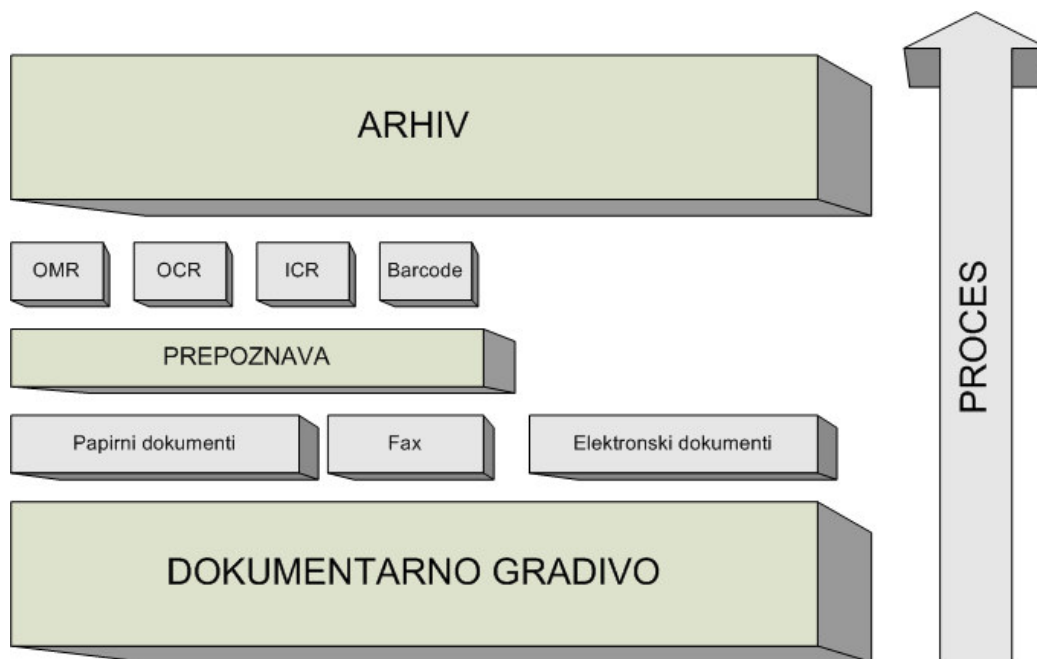 ARHIV
OMR
OCR
ICR
Barcode
PREPOZNAVA
Papirni dokumenti
Fax
Elektronski dokumenti
DOKUMENTARNO GRADIVO
PROCES